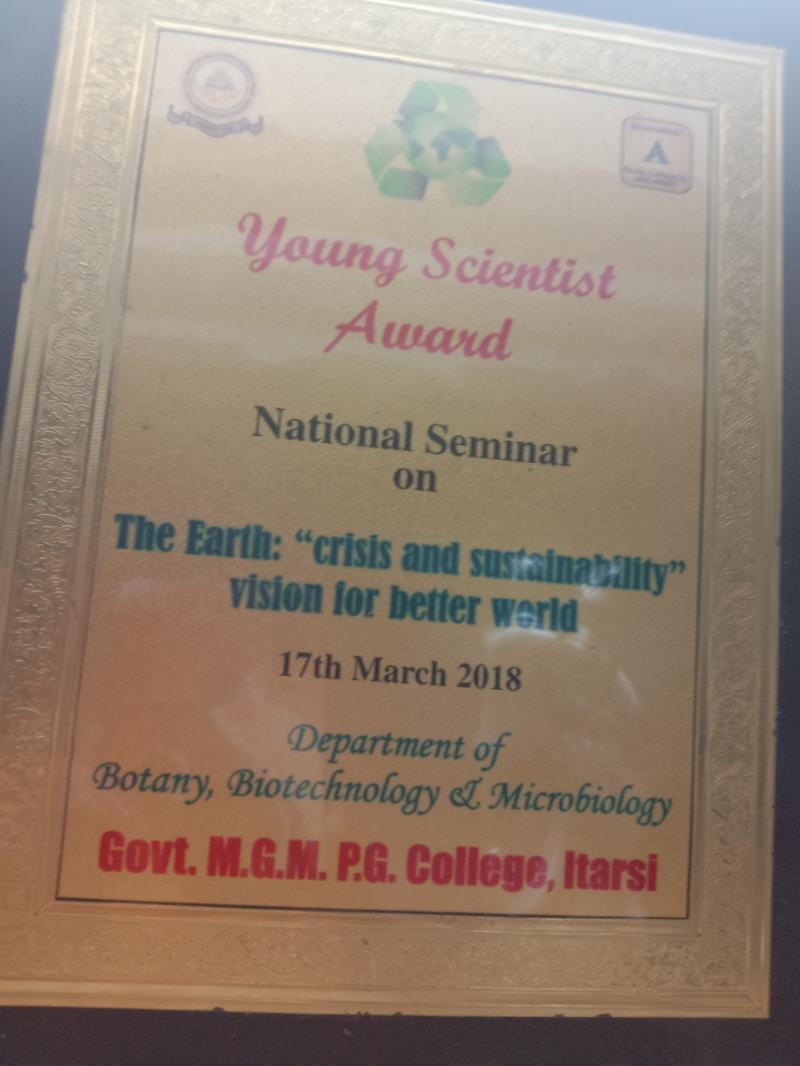 A
Young Scientist
Award
National Seminar
on
The Earth: “crisis and sustainability”
vision for better world
17th March 2018
Department of
Botany, Biotechnology & Microbiology
Govt. M.G.M. P.G. College, Itarsi